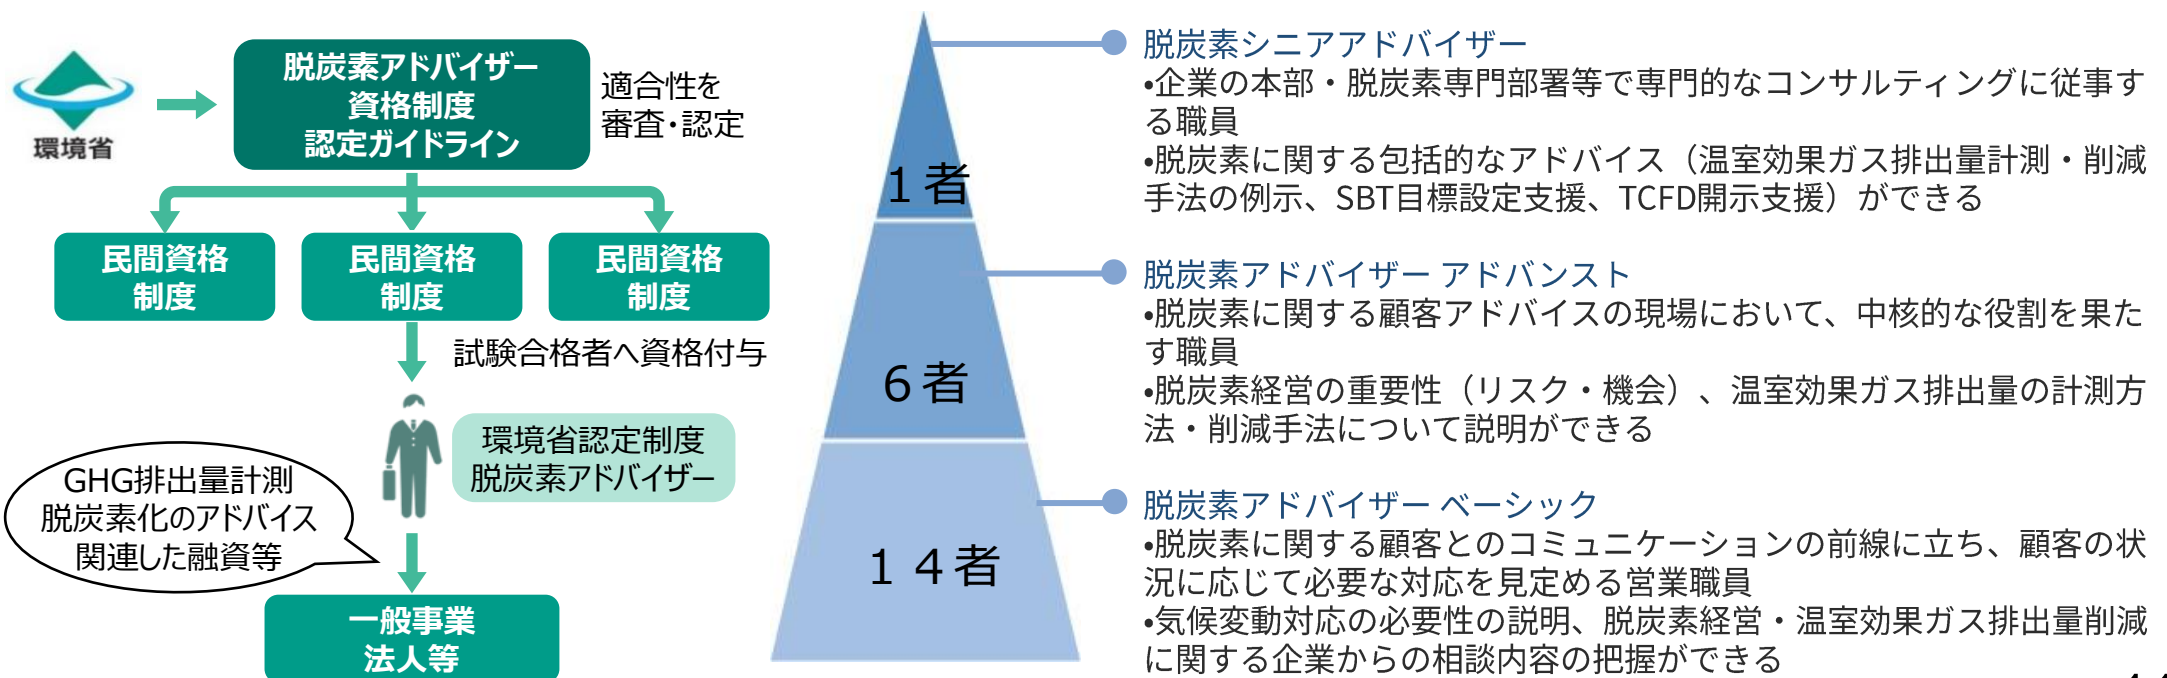 環境省
脱炭素アドバイザー
資格制度
認定ガイドライン
適合性を
審査・認定
民間資格
制度
民間資格
制度
民間資格
制度
試験合格者へ資格付与
環境省認定制度
脱炭素アドバイザー
GHG排出量計測
脱炭素化のアドバイス
関連した融資等
一般事業
法人等
1者
6者
14者
脱炭素シニアアドバイザー
•企業の本部・脱炭素専門部署等で専門的なコンサルティングに従事す
る職員
•脱炭素に関する包括的なアドバイス（温室効果ガス排出量計測・削減
手法の例示、SBT目標設定支援、TCFD開示支援）ができる
脱炭素アドバイザー アドバンスト
•脱炭素に関する顧客アドバイスの現場において、中核的な役割を果た
す職員
•脱炭素経営の重要性（リスク・機会）、温室効果ガス排出量の計測方
法・削減手法について説明ができる
脱炭素アドバイザー ベーシック
•脱炭素に関する顧客とのコミュニケーションの前線に立ち、顧客の状
況に応じて必要な対応を見定める営業職員
•気候変動対応の必要性の説明、脱炭素経営・温室効果ガス排出量削減
に関する企業からの相談内容の把握ができる